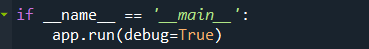 if __name__ == '__main__':
    app.run(debug=True)